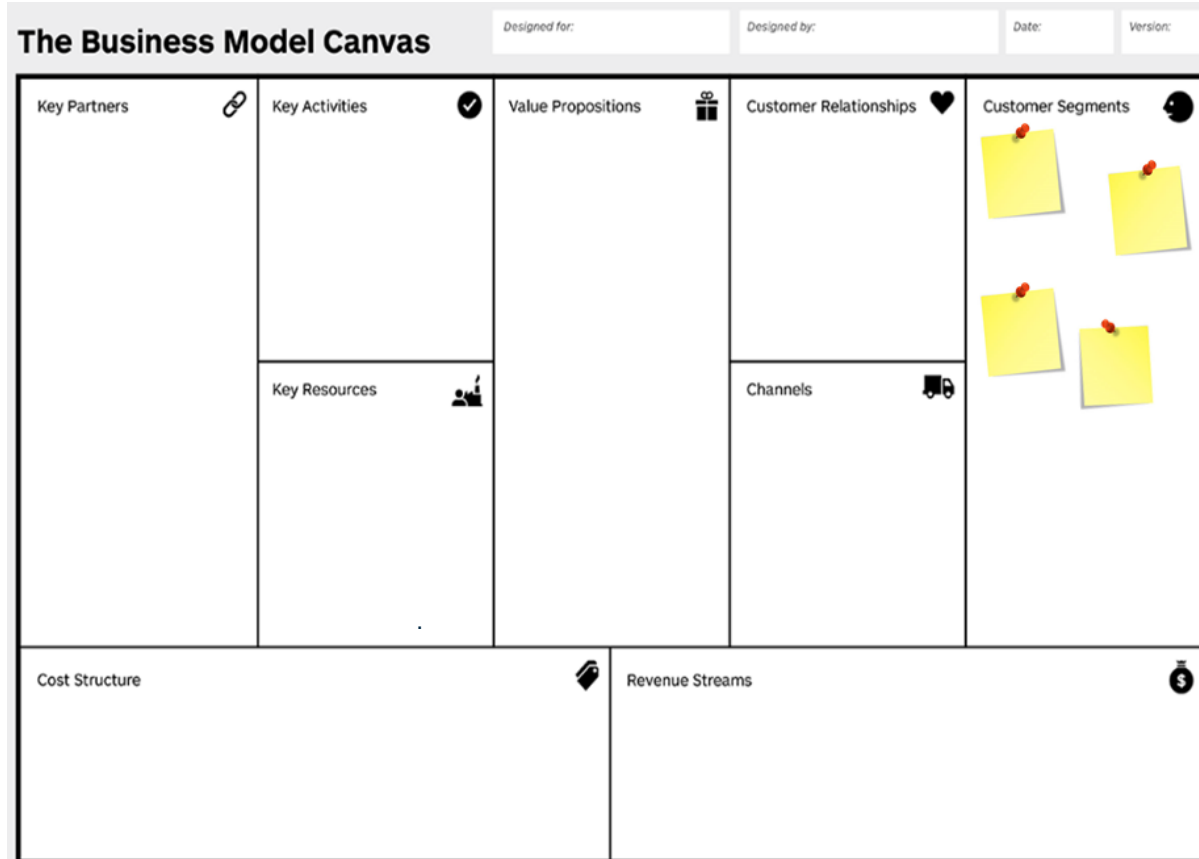 The Business Model Canvas
Designed for:
Designed by:
Date:
Version:
Key Partners
Key Activities
Value Propositions
Customer Relationships
Customer Segments
Key Resources
Channels
Cost Structure
Revenue Streams
$